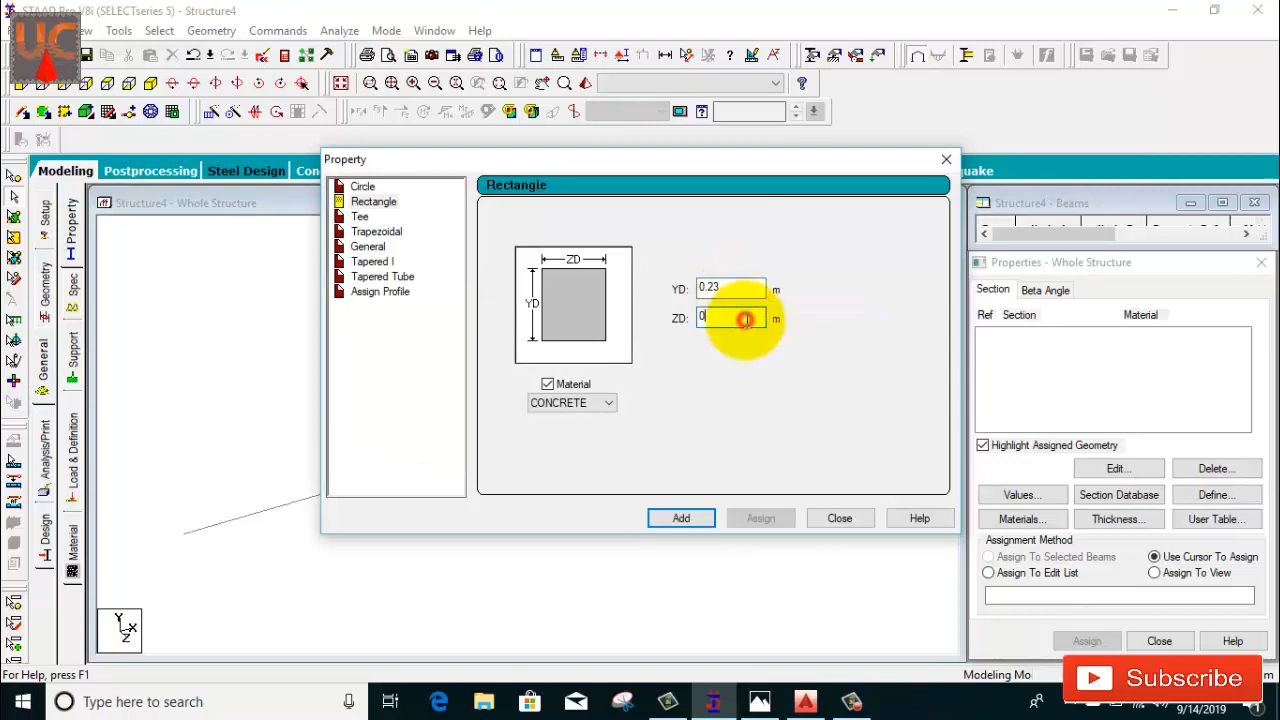 STAAD.Pro V8i (SELECTseries 5) - Structure4
UC
Tools Select Geometry Commands Analyze Mode Window Help
Modeling Postprocessing Steel Design
Structure4 - Whole Structure
Setup
Geometry
General
Analysis/Print
Design
Property
Spec
Support
Load & Definition
Material
Property
Circle
Rectangle
Tee
Trapezoidal
General
Tapered I
Tapered Tube
Assign Profile
Rectangle
ZD
YD
YD: 0.23 m
ZD: 0 m
Material
CONCRETE
Add Assign Close Help
Structure4 - Beams
Properties - Whole Structure
Section Beta Angle
Ref Section Material
Highlight Assigned Geometry
Edit... Delete...
Values... Section Database Define...
Materials... Thickness... User Table...
Assignment Method
Assign To Selected Beams Use Cursor To Assign
Assign To Edit List Assign To View
Assign Close Help
Y
X
Z
For Help, press F1
Modeling Mo
Subscribe
Type here to search
9/14/2019